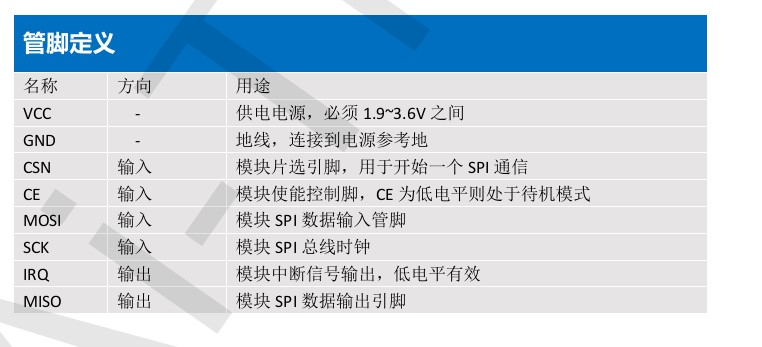 管脚定义
名称 方向 用途
VCC - 供电电源，必须 1.9~3.6V 之间
GND - 地线，连接到电源参考地
CSN 输入 模块片选引脚，用于开始一个 SPI 通信
CE 输入 模块使能控制脚，CE 为低电平则处于待机模式
MOSI 输入 模块 SPI 数据输入管脚
SCK 输入 模块 SPI 总线时钟
IRQ 输出 模块中断信号输出，低电平有效
MISO 输出 模块 SPI 数据输出引脚